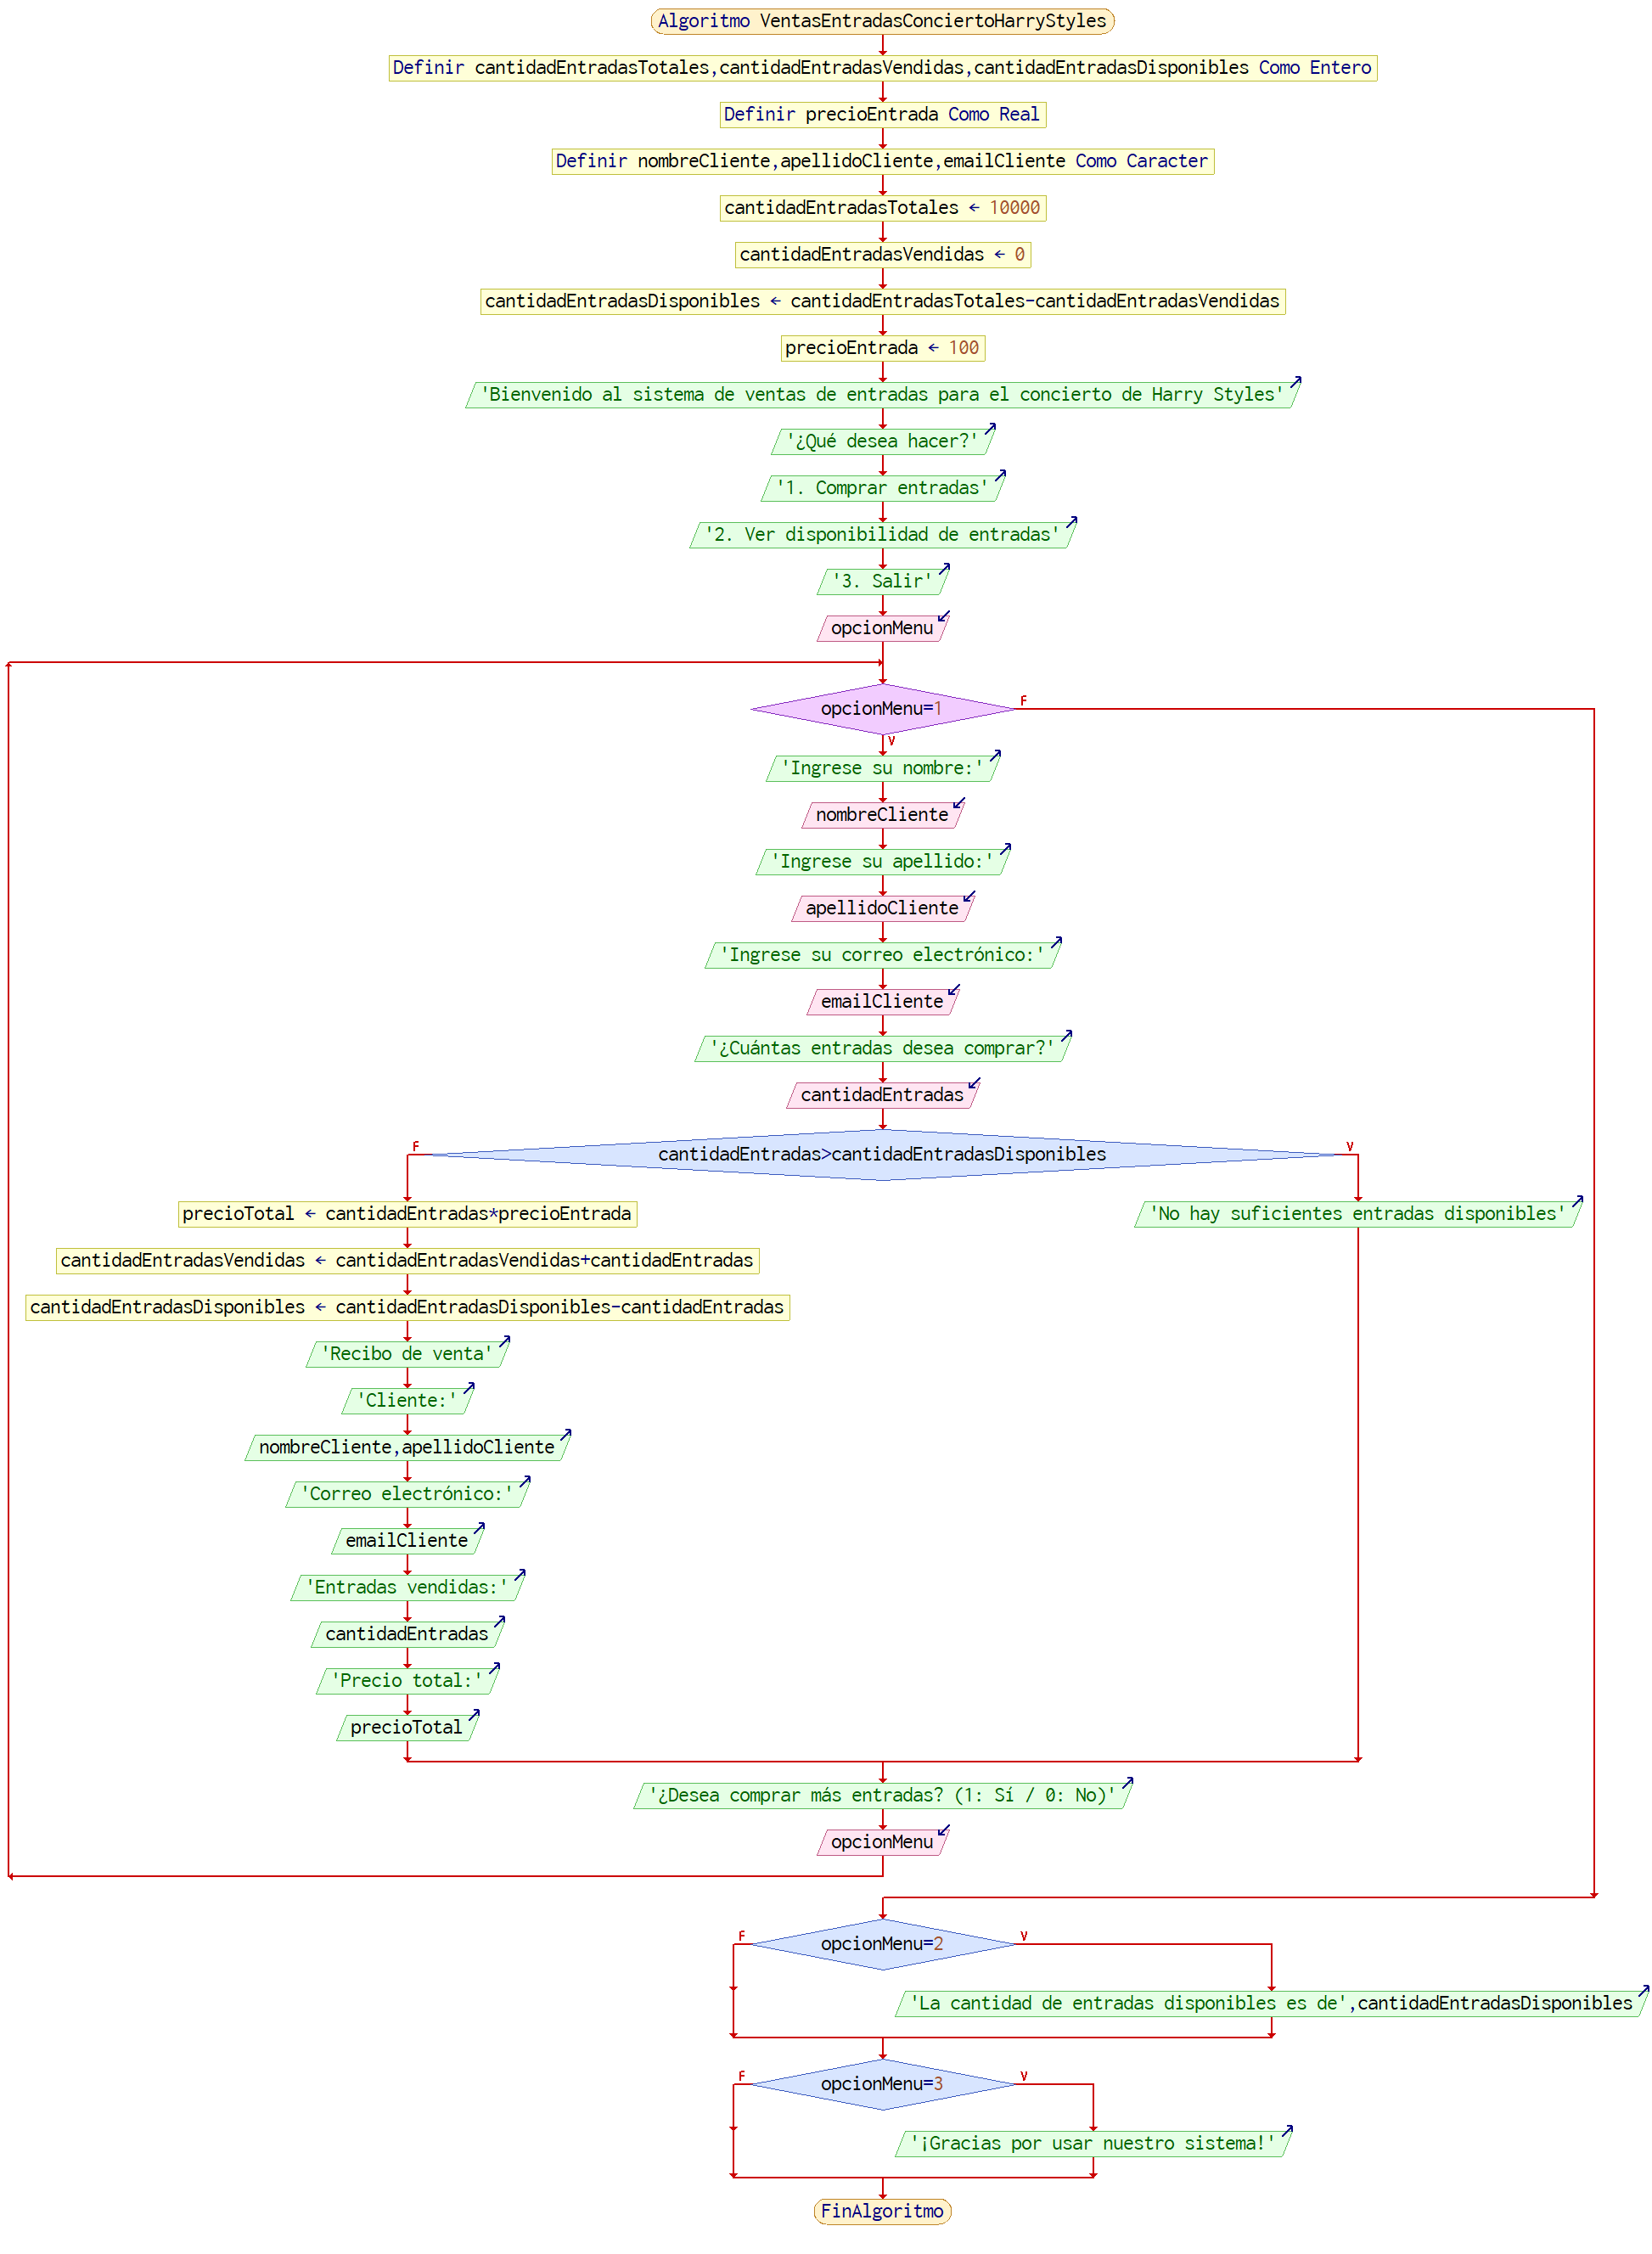 Algoritmo VentasEntradasConciertoHarryStyles
Definir cantidadEntradasTotales,cantidadEntradasVendidas,cantidadEntradasDisponibles Como Entero
Definir precioEntrada Como Real
Definir nombreCliente,apellidoCliente,emailCliente Como Caracter
cantidadEntradasTotales ← 10000
cantidadEntradasVendidas ← 0
cantidadEntradasDisponibles ← cantidadEntradasTotales-cantidadEntradasVendidas
precioEntrada ← 100
'Bienvenido al sistema de ventas de entradas para el concierto de Harry Styles'
'¿Qué desea hacer?'
'1. Comprar entradas'
'2. Ver disponibilidad de entradas'
'3. Salir'
opcionMenu
opcionMenu=1
F
V
'Ingrese su nombre:'
nombreCliente
'Ingrese su apellido:'
apellidoCliente
'Ingrese su correo electrónico:'
emailCliente
'¿Cuántas entradas desea comprar?'
cantidadEntradas
F
cantidadEntradas>cantidadEntradasDisponibles
V
precioTotal ← cantidadEntradas*precioEntrada
'No hay suficientes entradas disponibles'
cantidadEntradasVendidas ← cantidadEntradasVendidas+cantidadEntradas
cantidadEntradasDisponibles ← cantidadEntradasDisponibles-cantidadEntradas
'Recibo de venta'
'Cliente:'
nombreCliente,apellidoCliente
'Correo electrónico:'
emailCliente
'Entradas vendidas:'
cantidadEntradas
'Precio total:'
precioTotal
'¿Desea comprar más entradas? (1: Sí / 0: No)'
opcionMenu
F
opcionMenu=2
V
'La cantidad de entradas disponibles es de',cantidadEntradasDisponibles
F
opcionMenu=3
V
'¡Gracias por usar nuestro sistema!'
FinAlgoritmo